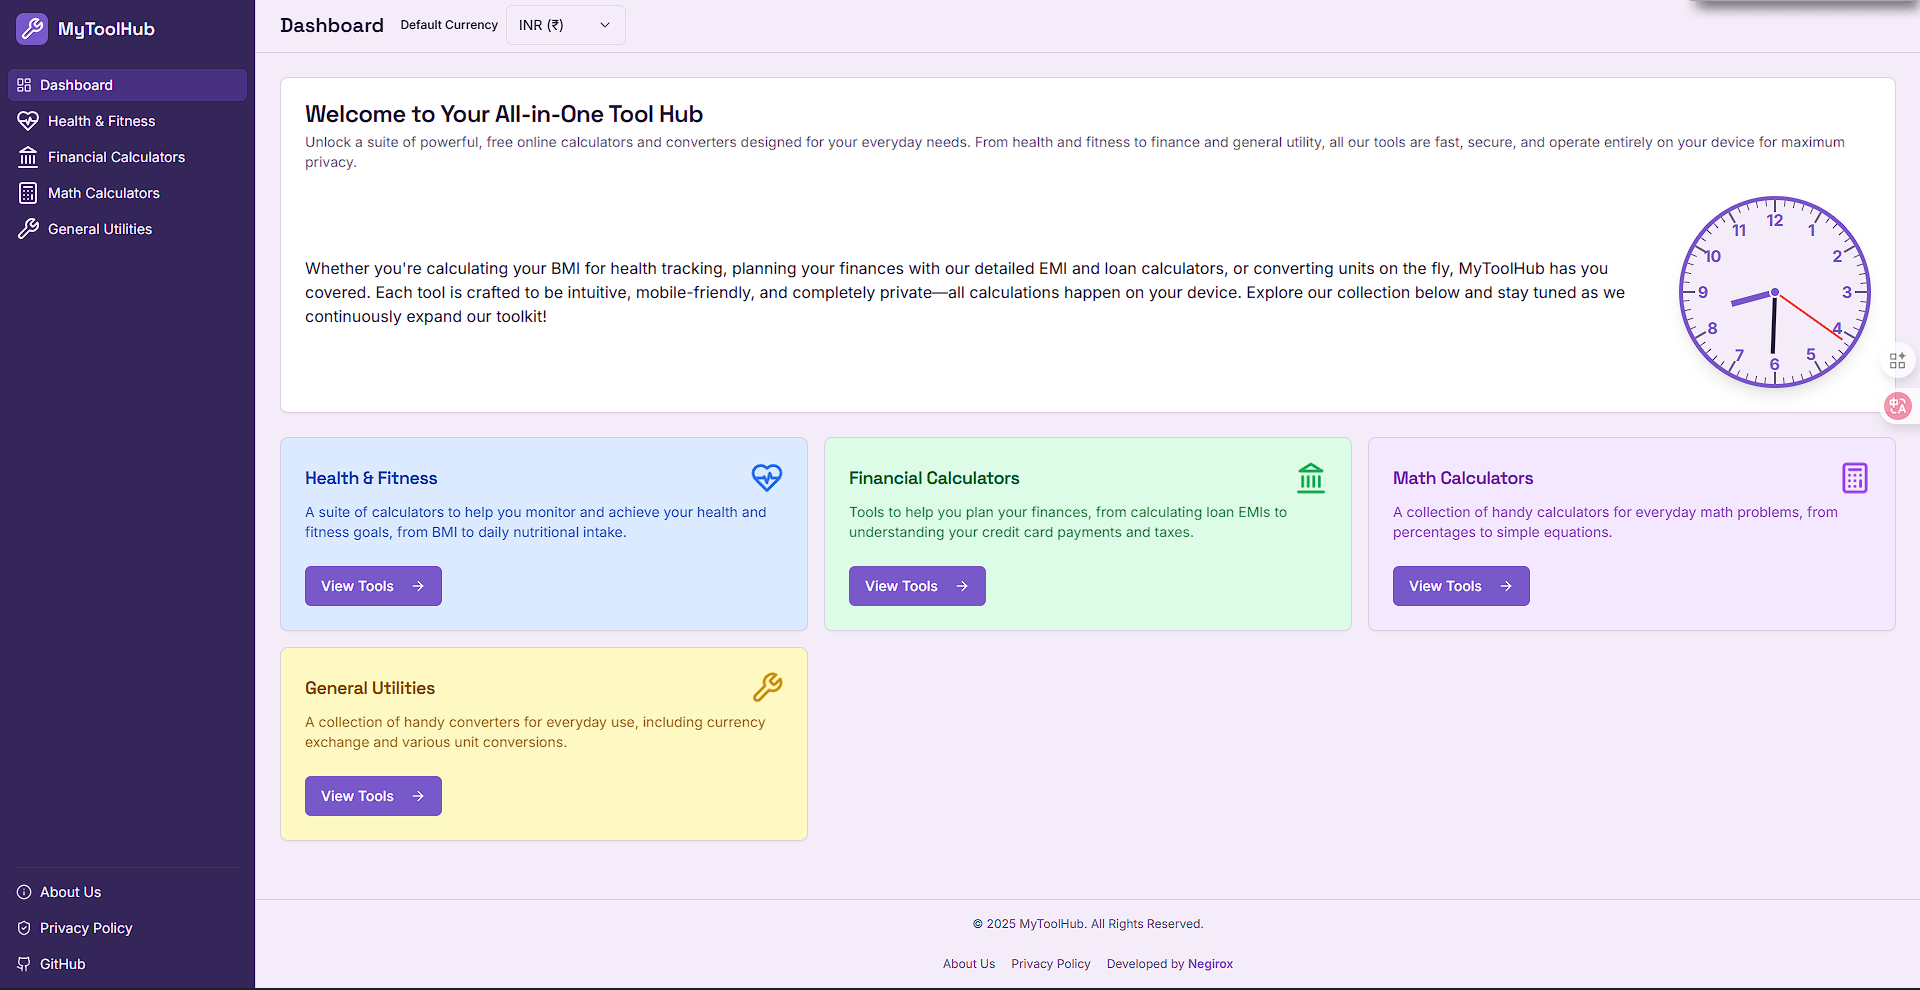 MyToolHub
Dashboard
Health & Fitness
Financial Calculators
Math Calculators
General Utilities
About Us
Privacy Policy
GitHub
Dashboard
Default Currency
INR (₹)
Welcome to Your All-in-One Tool Hub
Unlock a suite of powerful, free online calculators and converters designed for your everyday needs. From health and fitness to finance and general utility, all our tools are fast, secure, and operate entirely on your device for maximum
privacy.
Whether you're calculating your BMI for health tracking, planning your finances with our detailed EMI and loan calculators, or converting units on the fly, MyToolHub has you
covered. Each tool is crafted to be intuitive, mobile-friendly, and completely private—all calculations happen on your device. Explore our collection below and stay tuned as we
continuously expand our toolkit!
12
1
2
3
4
5
6
7
8
9
10
11
中A
Health & Fitness
A suite of calculators to help you monitor and achieve your health and
fitness goals, from BMI to daily nutritional intake.
View Tools
Financial Calculators
Tools to help you plan your finances, from calculating loan EMIs to
understanding your credit card payments and taxes.
View Tools
Math Calculators
A collection of handy calculators for everyday math problems, from
percentages to simple equations.
View Tools
General Utilities
A collection of handy converters for everyday use, including currency
exchange and various unit conversions.
View Tools
© 2025 MyToolHub. All Rights Reserved.
About Us
Privacy Policy
Developed by Negirox